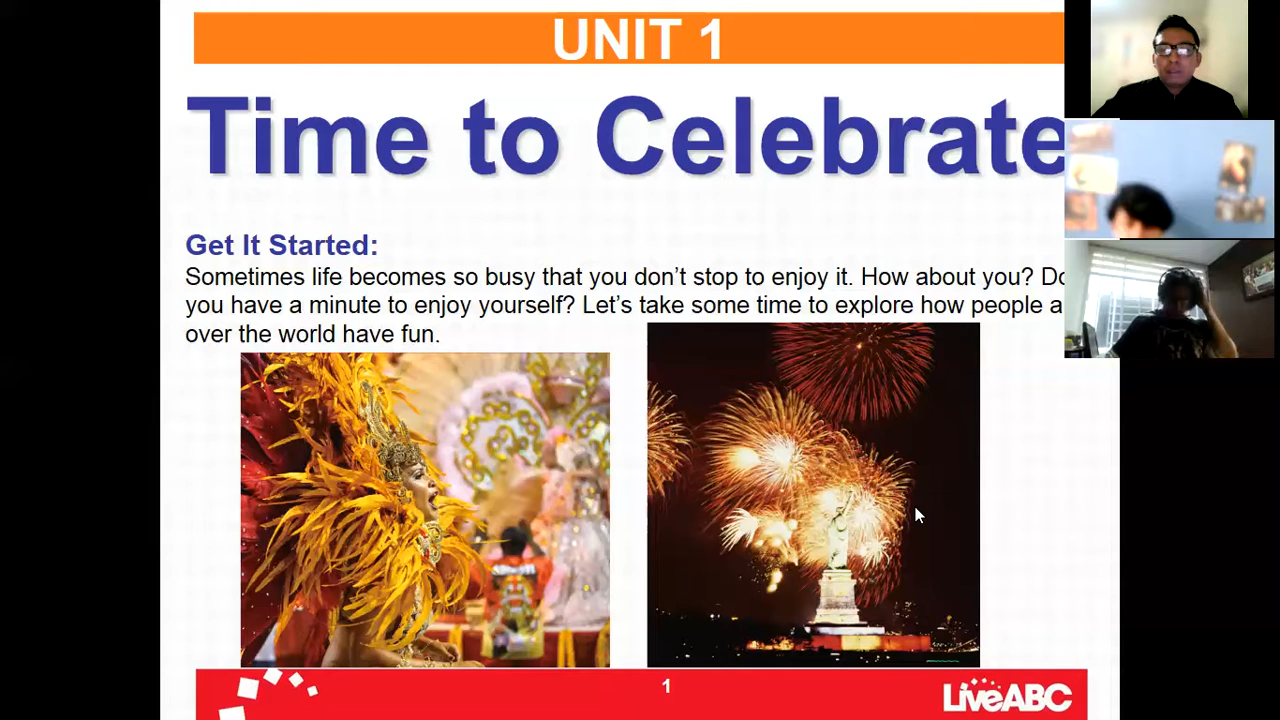 UNIT 1
Time to Celebrate
Get It Started:
Sometimes life becomes so busy that you don't stop to enjoy it. How about you? Do
you have a minute to enjoy yourself? Let's take some time to explore how people a
over the world have fun.
1
LiveABC